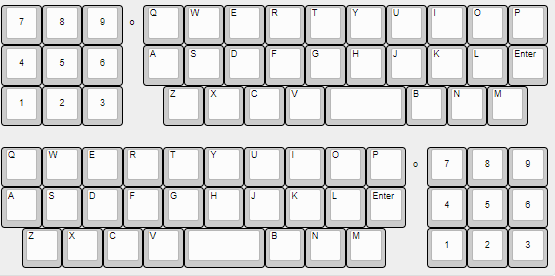 7 8 9 o Q W E R T Y U I O P
4 5 6 A S D F G H J K L Enter
1 2 3 Z X C V B N M
Q W E R T Y U I O P o 7 8 9
A S D F G H J K L Enter 4 5 6
Z X C V B N M 1 2 3